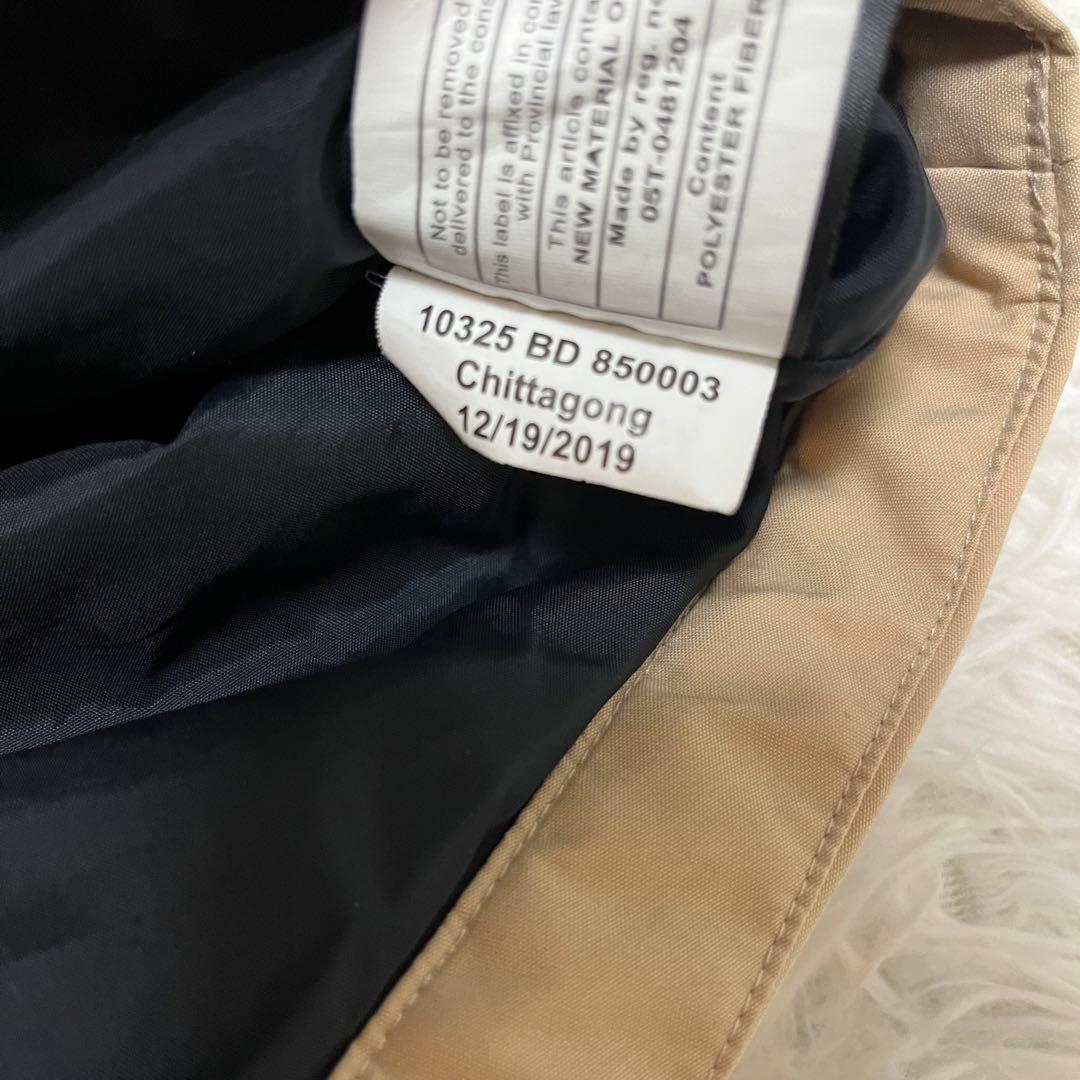 Not to be removed
delivered to the cons
This label is affixed in con
with Provincial law
This article conta
NEW MATERIAL O
Made by reg. no
05T-0481204
Content
POLYESTER FIBER
10325 BD 850003
Chittagong
12/19/2019